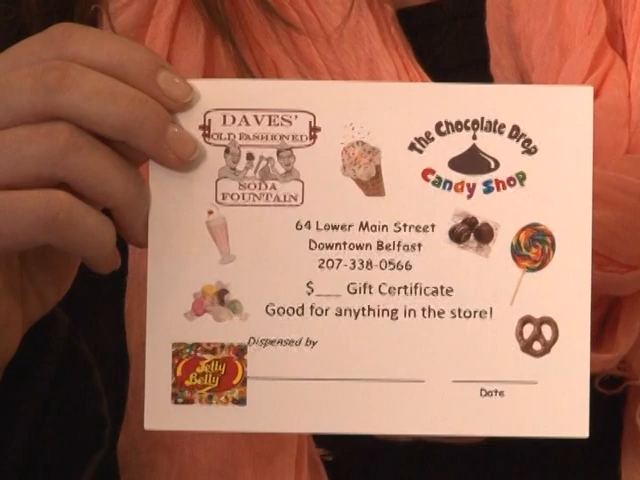 DAVES'
OLD FASHIONED
SODA
FOUNTAIN
The Chocolate Drop
Candy Shop
64 Lower Main Street
Downtown Belfast
207-338-0566
$___ Gift Certificate
Good for anything in the store!
Dispensed by
Jelly
Belly
Date